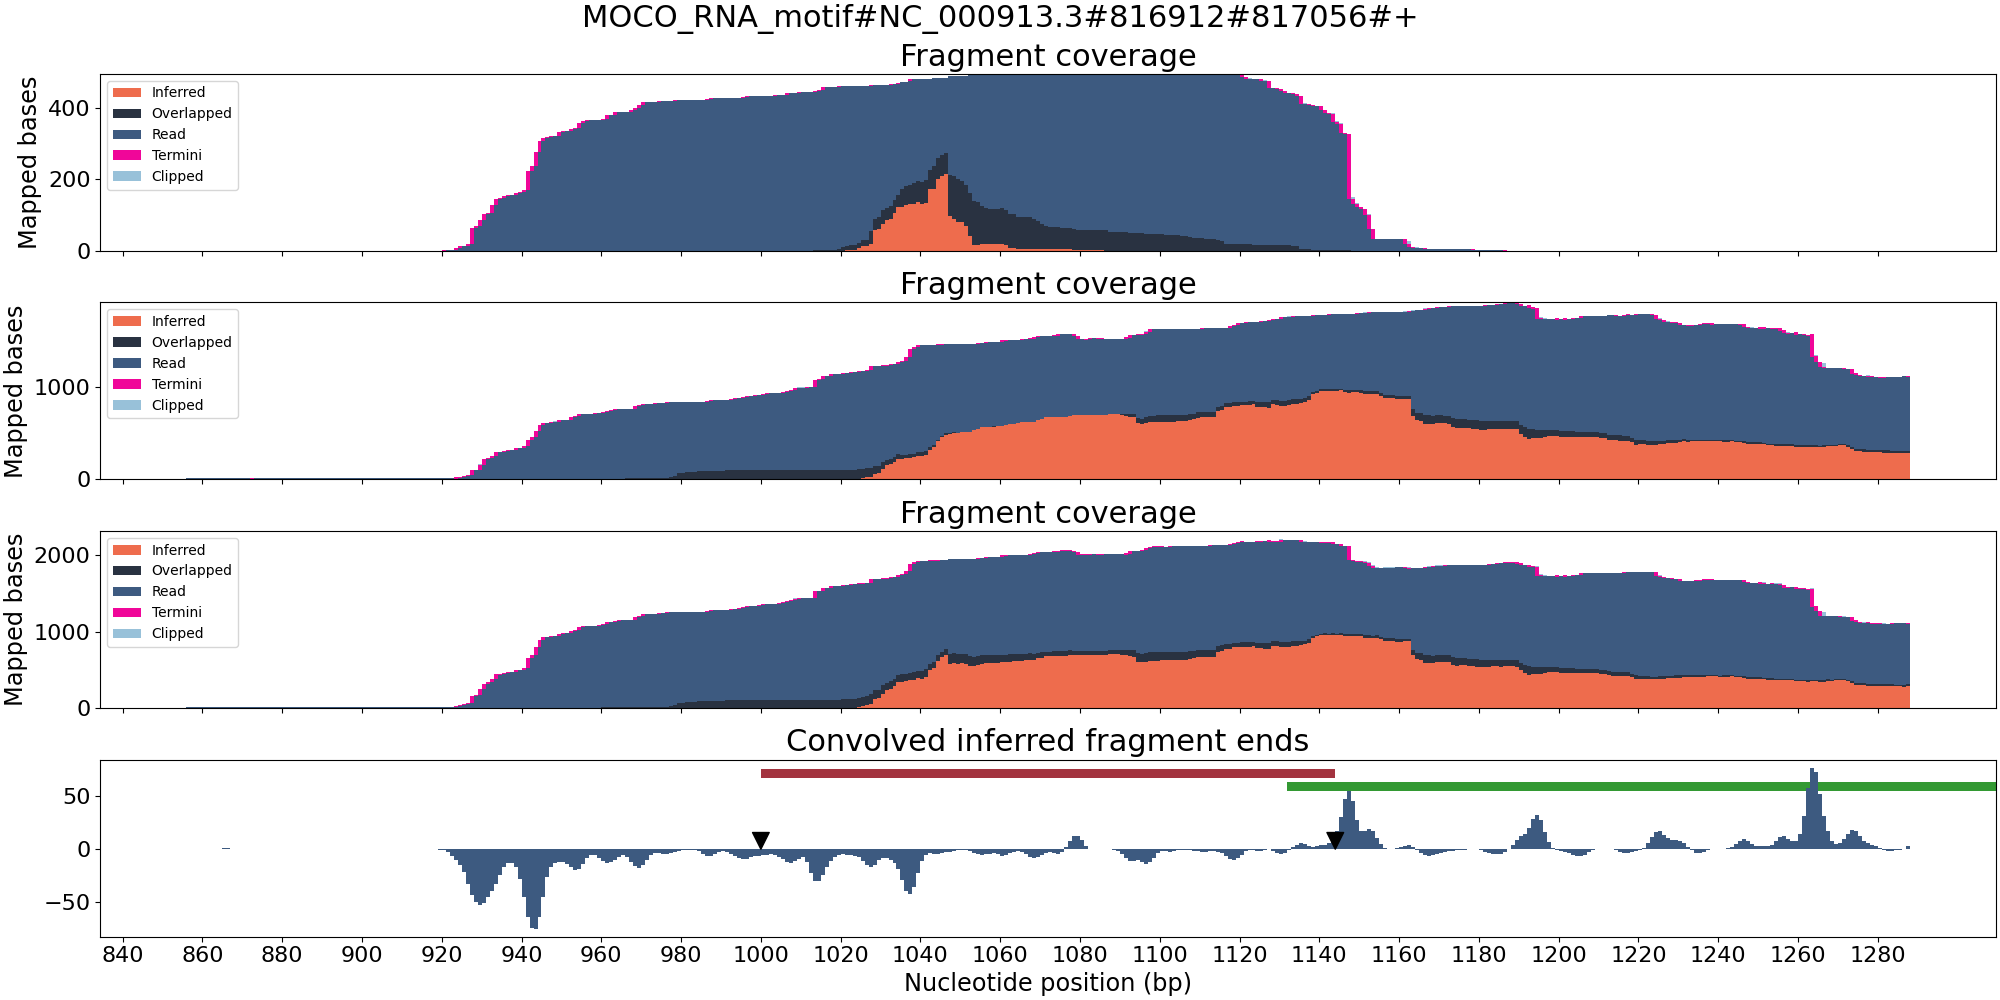 MOCO_RNA_motif#NC_000913.3#816912#817056#+
Fragment coverage
Mapped bases
400
200
0
Inferred
Overlapped
Read
Termini
Clipped
Fragment coverage
Mapped bases
1000
0
Inferred
Overlapped
Read
Termini
Clipped
Fragment coverage
Mapped bases
2000
1000
0
Inferred
Overlapped
Read
Termini
Clipped
Convolved inferred fragment ends
50
0
−50
840 860 880 900 920 940 960 980 1000 1020 1040 1060 1080 1100 1120 1140 1160 1180 1200 1220 1240 1260 1280
Nucleotide position (bp)